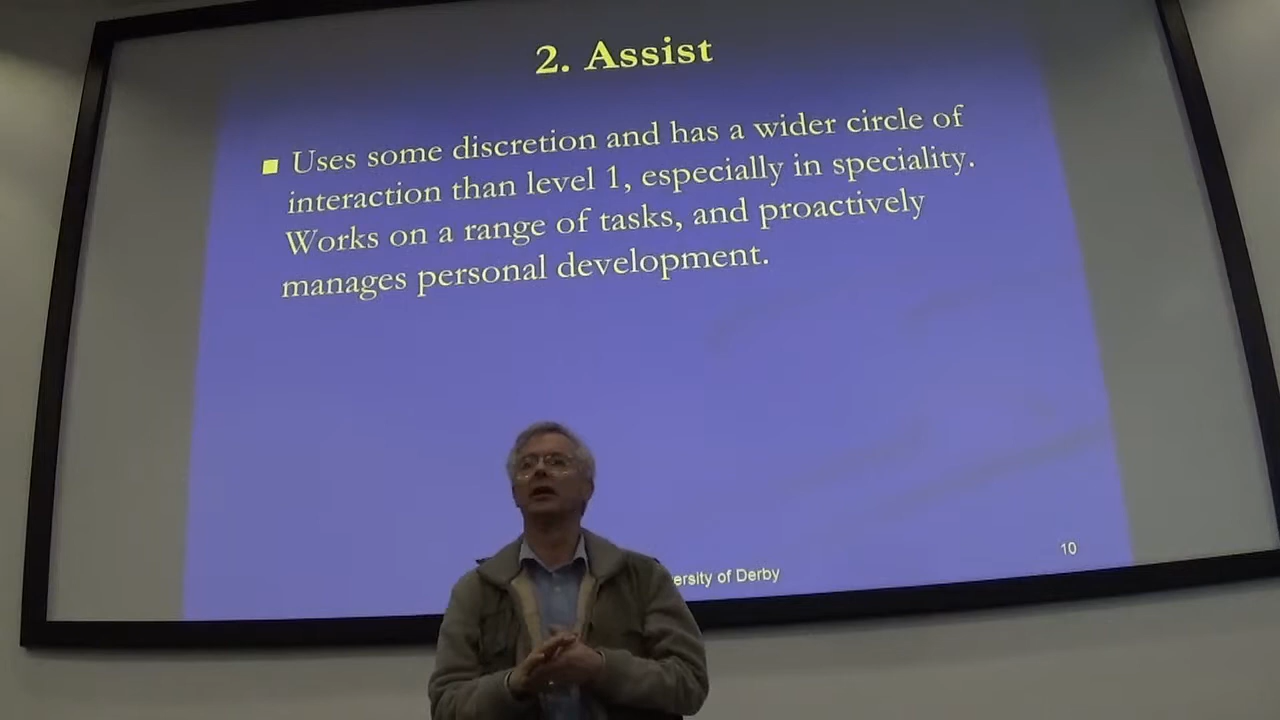 2. Assist
Uses some discretion and has a wider circle of
interaction than level 1, especially in speciality.
Works on a range of tasks, and proactively
manages personal development.
of Derby
10